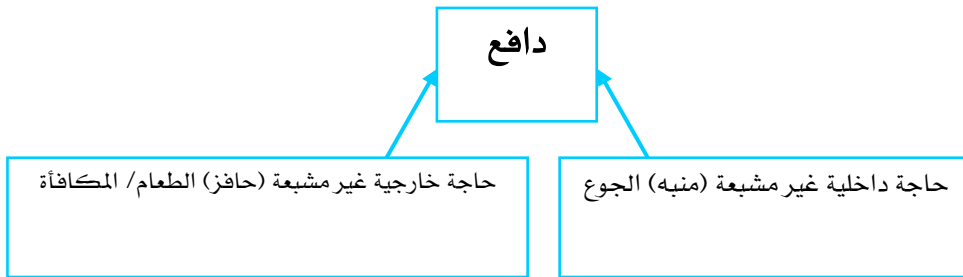 دافع
حاجة داخلية غير مشبعة (منبه) الجوع
حاجة خارجية غير مشبعة (حافز) الطعام/ المكافأة